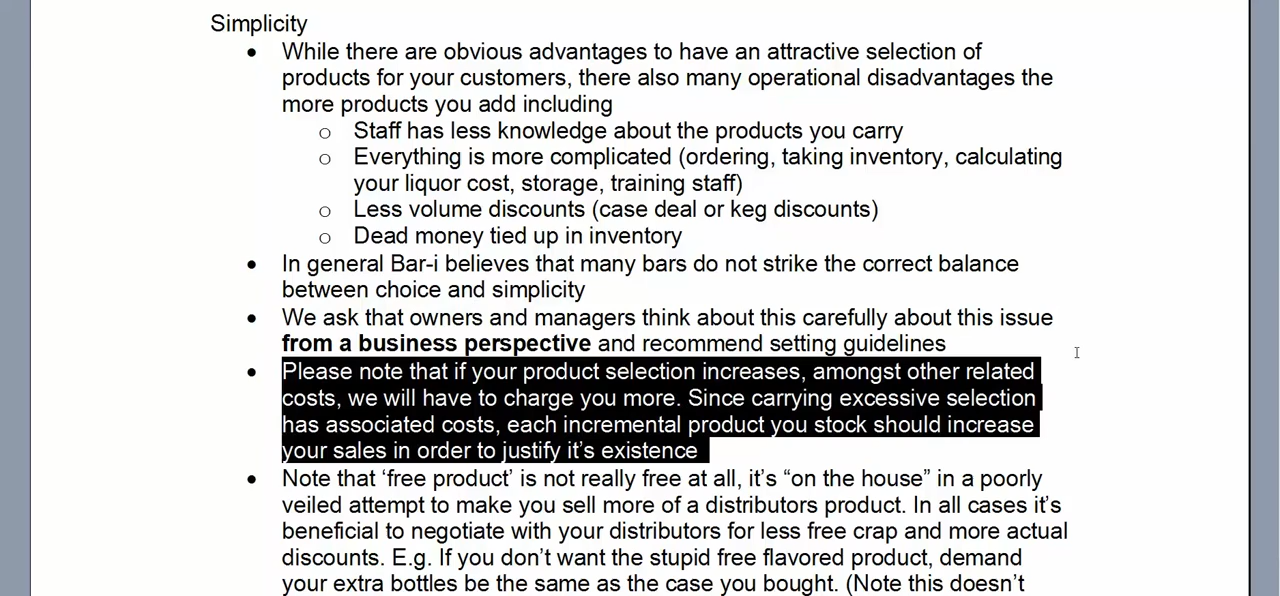 Simplicity
• While there are obvious advantages to have an attractive selection of
products for your customers, there also many operational disadvantages the
more products you add including
o Staff has less knowledge about the products you carry
o Everything is more complicated (ordering, taking inventory, calculating
your liquor cost, storage, training staff)
o Less volume discounts (case deal or keg discounts)
o Dead money tied up in inventory
• In general Bar-i believes that many bars do not strike the correct balance
between choice and simplicity
• We ask that owners and managers think about this carefully about this issue
from a business perspective and recommend setting guidelines
• Please note that if your product selection increases, amongst other related
costs, we will have to charge you more. Since carrying excessive selection
has associated costs, each incremental product you stock should increase
your sales in order to justify it’s existence
• Note that ‘free product’ is not really free at all, it’s “on the house” in a poorly
veiled attempt to make you sell more of a distributors product. In all cases it’s
beneficial to negotiate with your distributors for less free crap and more actual
discounts. E.g. If you don’t want the stupid free flavored product, demand
your extra bottles be the same as the case you bought. (Note this doesn’t